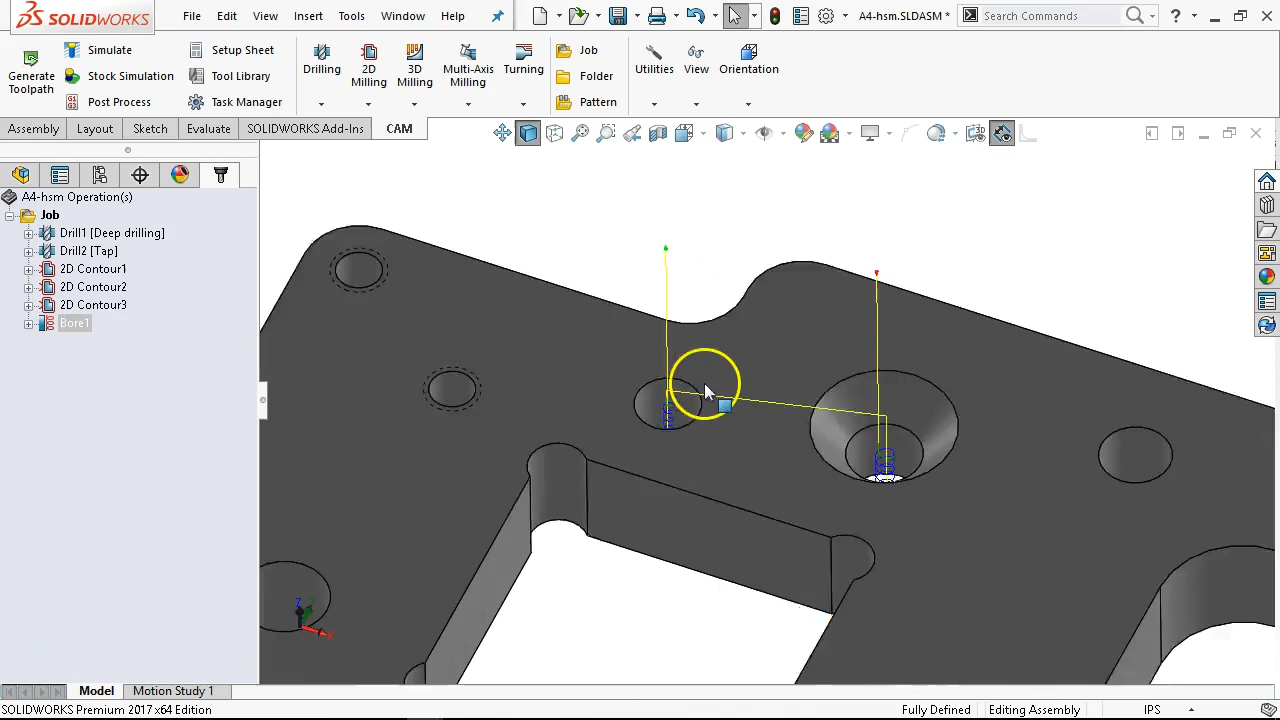 SOLIDWORKS File Edit View Insert Tools Window Help A4-hsm.SLDASM * Search Commands ?
Simulate Setup Sheet Job
Generate Toolpath Stock Simulation Tool Library Drilling 2D Milling 3D Milling Multi-Axis Milling Turning Folder Utilities View Orientation
G1 G3 Post Process Task Manager Pattern
Assembly Layout Sketch Evaluate SOLIDWORKS Add-Ins CAM
A4-hsm Operation(s)
Job
Drill1 [Deep drilling]
Drill2 [Tap]
2D Contour1
2D Contour2
2D Contour3
Bore1
Z
X
Model Motion Study 1
SOLIDWORKS Premium 2017 x64 Edition Fully Defined Editing Assembly IPS